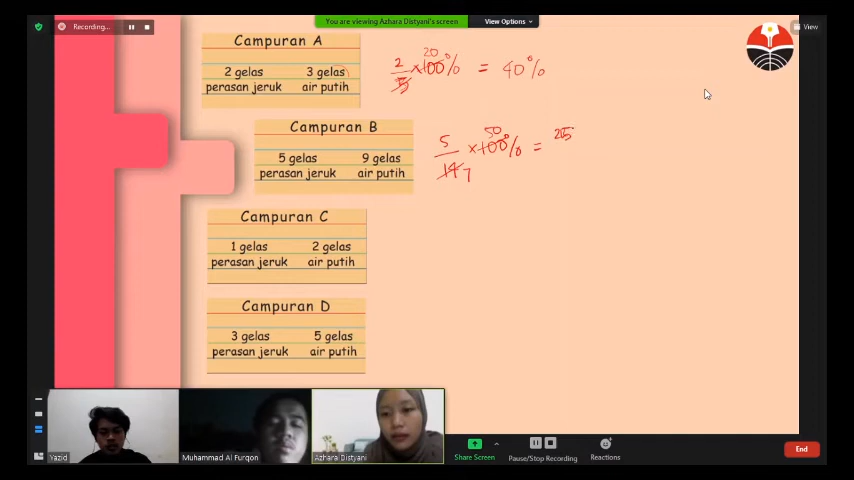 You are viewing Azhara Distyani's screen
View Options
Recording...
View
Campuran A
2 gelas 3 gelas
perasan jeruk air putih
20
2/5 × 100% = 40%
Campuran B
5 gelas 9 gelas
perasan jeruk air putih
50
5/14 × 100% =
7
Campuran C
1 gelas 2 gelas
perasan jeruk air putih
Campuran D
3 gelas 5 gelas
perasan jeruk air putih
Yazid
Muhammad Al Furqon
Azhara Distyani
Share Screen
Pause/Stop Recording
Reactions
End